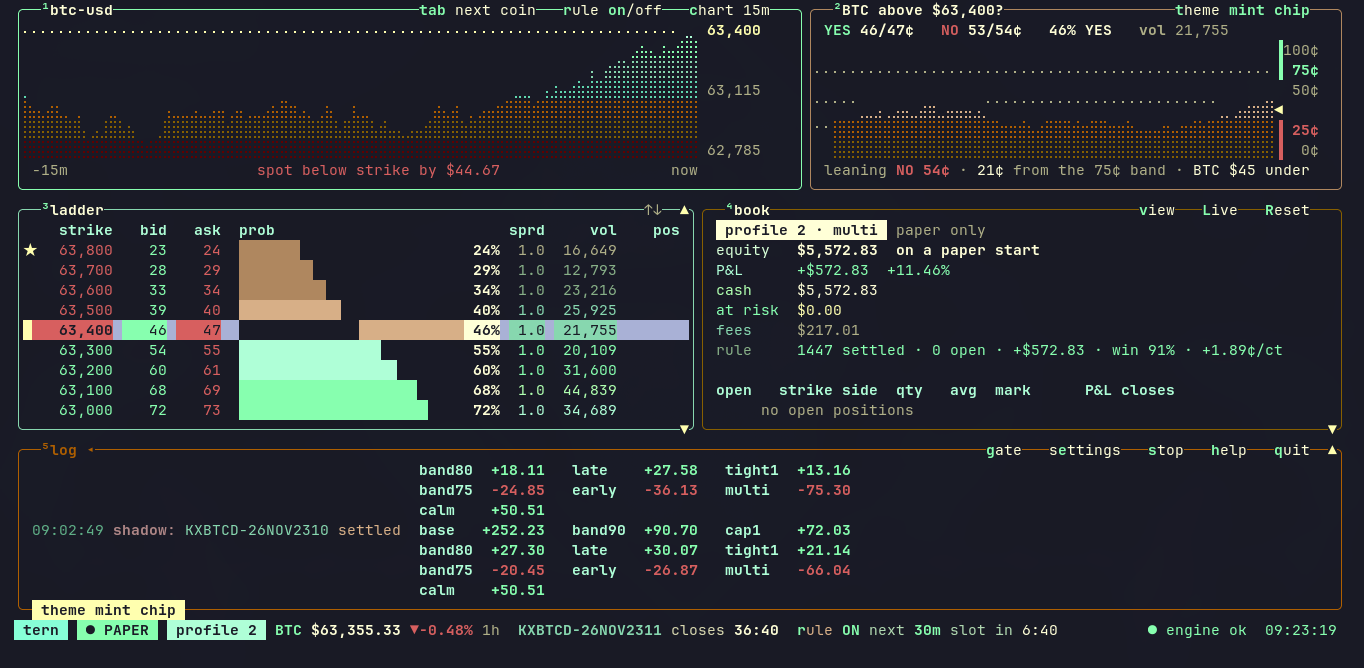 ¹btc-usd tab next coin rule on/off chart 15m
63,400
63,115
62,785
-15m spot below strike by $44.67 now
²BTC above $63,400? theme mint chip
YES 46/47¢ NO 53/54¢ 46% YES vol 21,755
100¢
75¢
50¢
25¢
0¢
leaning NO 54¢ · 21¢ from the 75¢ band · BTC $45 under
³ladder ↑↓ ▲
strike bid ask prob sprd vol pos
★ 63,800 23 24 24% 1.0 16,649
63,700 28 29 29% 1.0 12,793
63,600 33 34 34% 1.0 23,216
63,500 39 40 40% 1.0 25,925
63,400 46 47 46% 1.0 21,755
63,300 54 55 55% 1.0 20,109
63,200 60 61 60% 1.0 31,600
63,100 68 69 68% 1.0 44,839
63,000 72 73 72% 1.0 34,689
▼
⁴book view Live Reset
profile 2 · multi paper only
equity $5,572.83 on a paper start
P&L +$572.83 +11.46%
cash $5,572.83
at risk $0.00
fees $217.01
rule 1447 settled · 0 open · +$572.83 · win 91% · +1.89¢/ct
open strike side qty avg mark P&L closes
no open positions
▼
⁵log ◂ gate settings stop help quit ▲
band80 +18.11 late +27.58 tight1 +13.16
band75 -24.85 early -36.13 multi -75.30
calm +50.51
09:02:49 shadow: KXBTCD-26NOV2310 settled base +252.23 band90 +90.70 cap1 +72.03
band80 +27.30 late +30.07 tight1 +21.14
band75 -20.45 early -26.87 multi -66.04
calm +50.51
theme mint chip
tern ● PAPER profile 2 BTC $63,355.33 ▼-0.48% 1h KXBTCD-26NOV2311 closes 36:40 rule ON next 30m slot in 6:40 ● engine ok 09:23:19